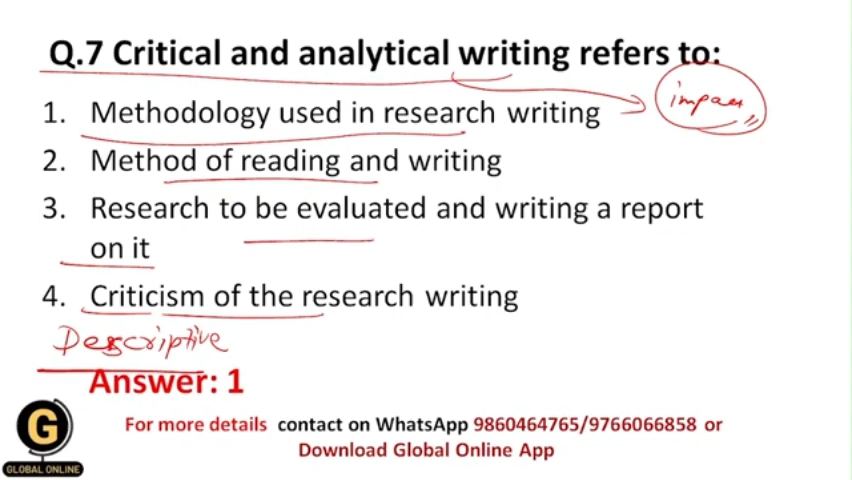 Q.7 Critical and analytical writing refers to:
1. Methodology used in research writing
impact
2. Method of reading and writing
3. Research to be evaluated and writing a report
on it
4. Criticism of the research writing
Descriptive
Answer: 1
For more details contact on WhatsApp 9860464765/9766066858 or
Download Global Online App
G
GLOBAL ONLINE